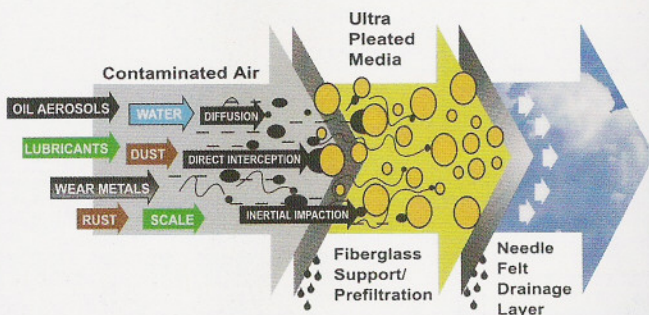 Ultra
Pleated
Media
Contaminated Air
OIL AEROSOLS
WATER
DIFFUSION
LUBRICANTS
DUST
DIRECT INTERCEPTION
WEAR METALS
RUST
SCALE
INERTIAL IMPACTION
Fiberglass
Support/
Prefiltration
Needle
Felt
Drainage
Layer